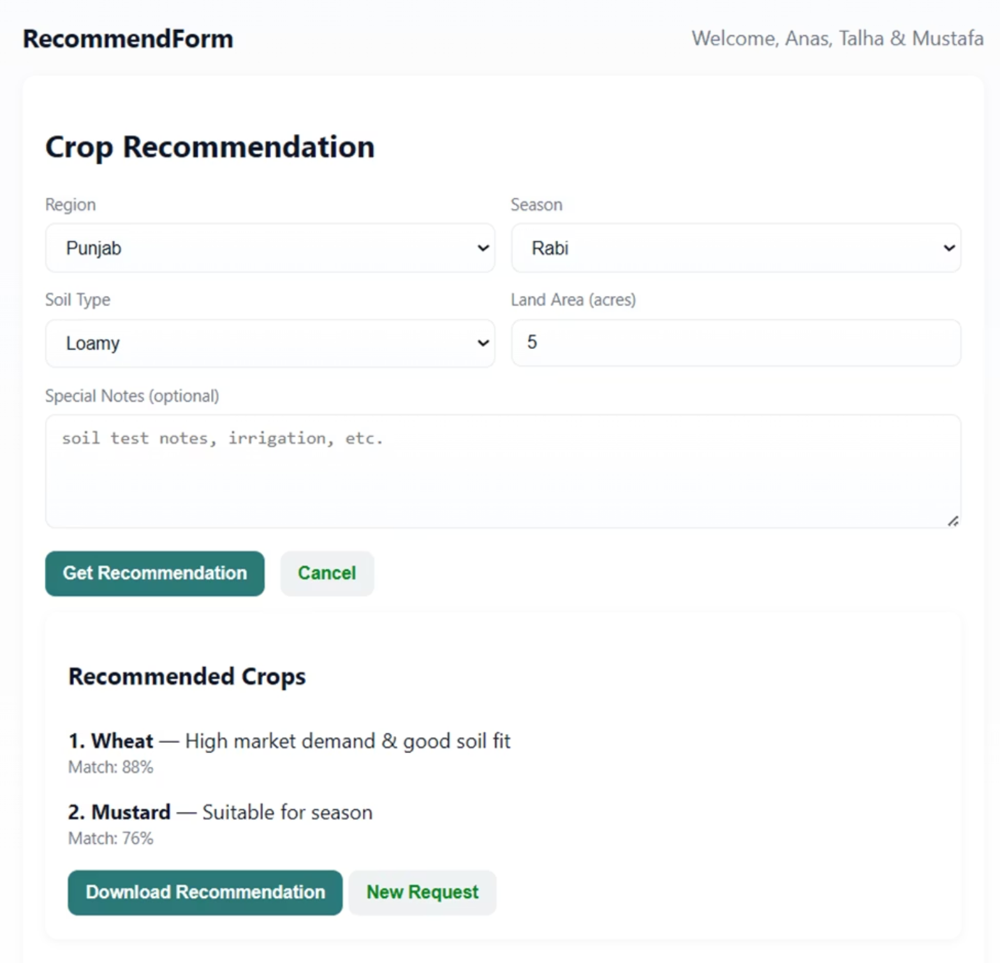 RecommendForm
Welcome, Anas, Talha & Mustafa
Crop Recommendation
Region
Season
Punjab
Rabi
Soil Type
Land Area (acres)
Loamy
5
Special Notes (optional)
soil test notes, irrigation, etc.
Get Recommendation
Cancel
Recommended Crops
1. Wheat — High market demand & good soil fit
Match: 88%
2. Mustard — Suitable for season
Match: 76%
Download Recommendation
New Request